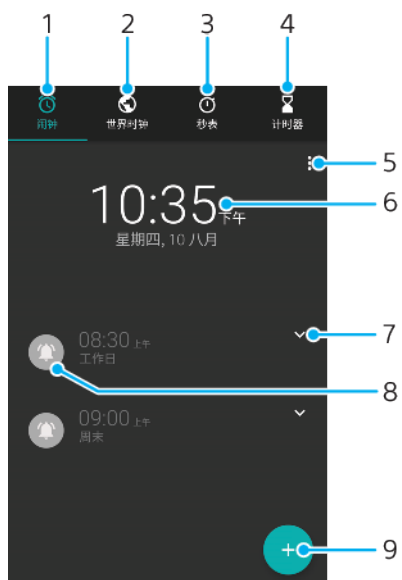 1 2 3 4
闹钟 世界时钟 秒表 计时器
5
10:35下午
6
星期四, 10 八月
08:30 上午
7
工作日
8
09:00 上午
周末
+
9